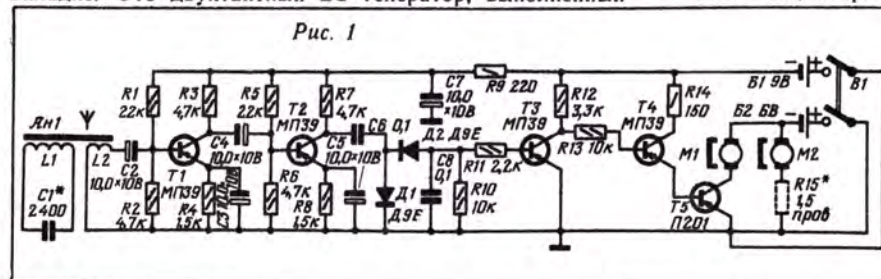 Рис. 1
R1
22к
R3
4,7к
R5
22к
R7
4,7к
C7
10,0
×10В
R9 220
R12
3,3к
R14
150
Б1 9В
В1
Ан1
L1
L2
C1*
2400
C2
10,0×10В
R2
4,7к
T1
МП39
R4
1,5к
C3 10,0
×10В
C4
10,0×10В
T2
МП39
R6
4,7к
R8
1,5к
C5
10,0×10В
C6 0,1
Д1
Д9Е
Д2 Д9Е
C8
0,1
R11 2,2к
R10
10к
T3
МП39
R13 10к
T4
МП39
Б2 6В
M1
M2
T5
П201
R15*
1,5
пров